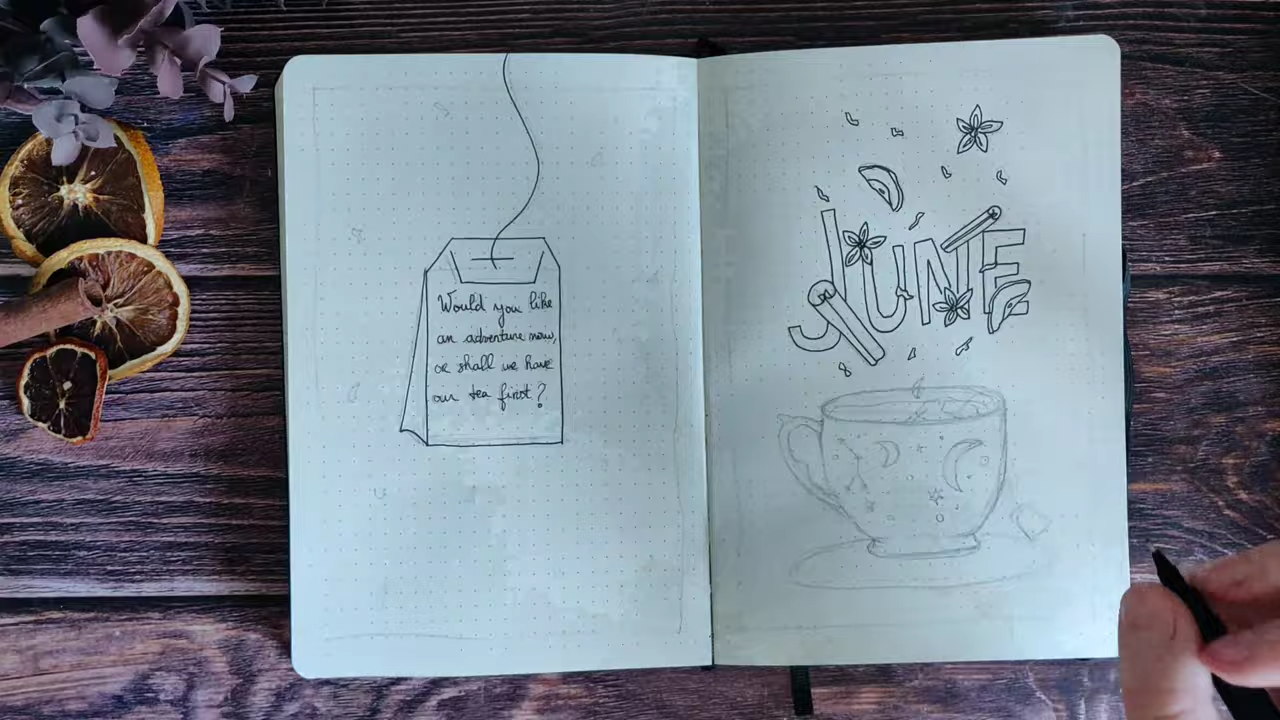 Would you like
an adventure now,
or shall we have
our tea first?
JUNE